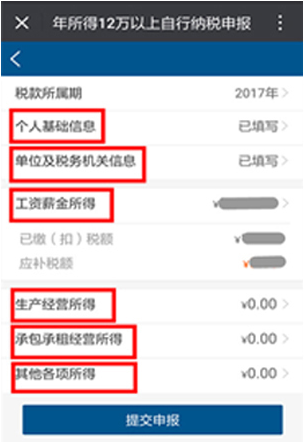 年所得12万以上自行纳税申报
税款所属期 2017年
个人基础信息 已填写
单位及税务机关信息 已填写
工资薪金所得 ¥
已缴（扣）税额 ¥
应补税额 ¥
生产经营所得 ¥0.00
承包承租经营所得 ¥0.00
其他各项所得 ¥0.00
提交申报